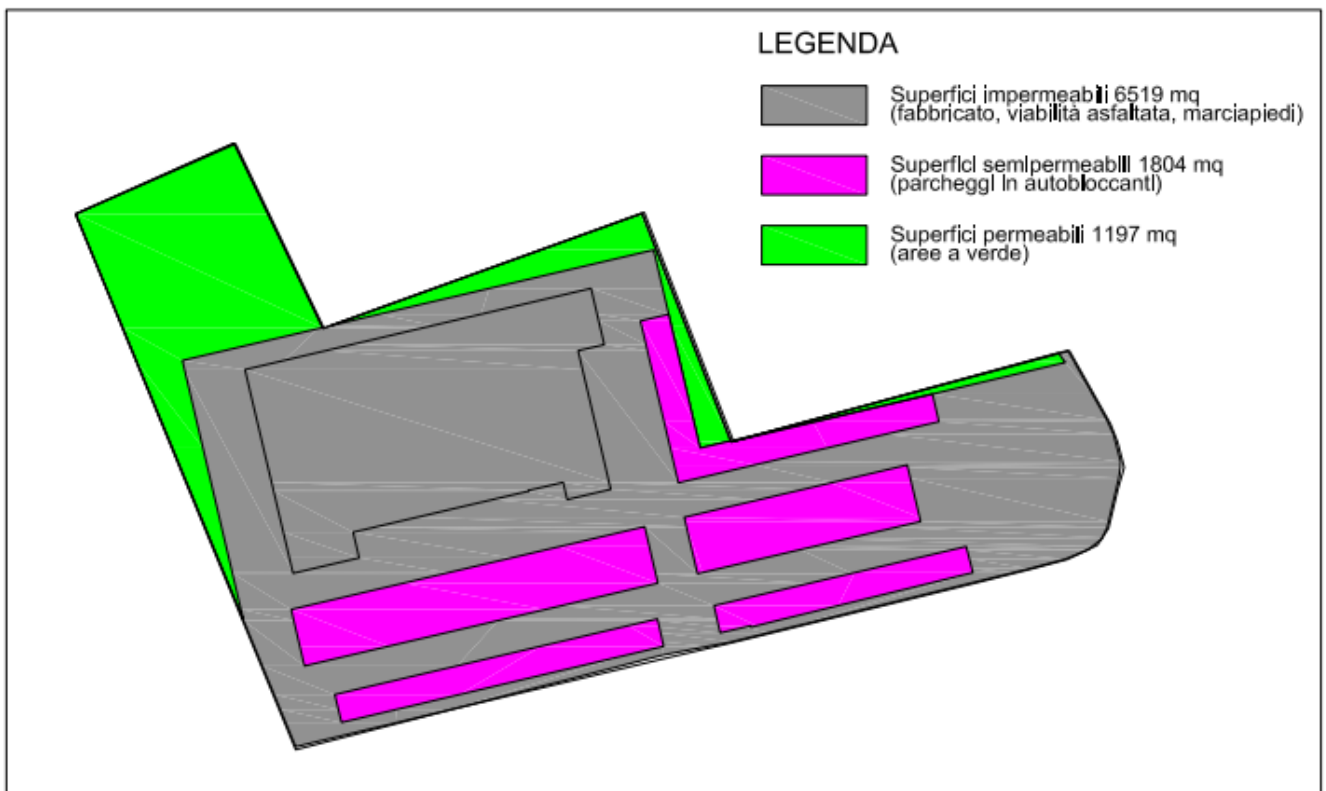 LEGENDA
Superfici impermeabili 6519 mq
(fabbricato, viabilità asfaltata, marciapiedi)
Superfici semipermeabili 1804 mq
(parcheggi in autobloccanti)
Superfici permeabili 1197 mq
(aree a verde)